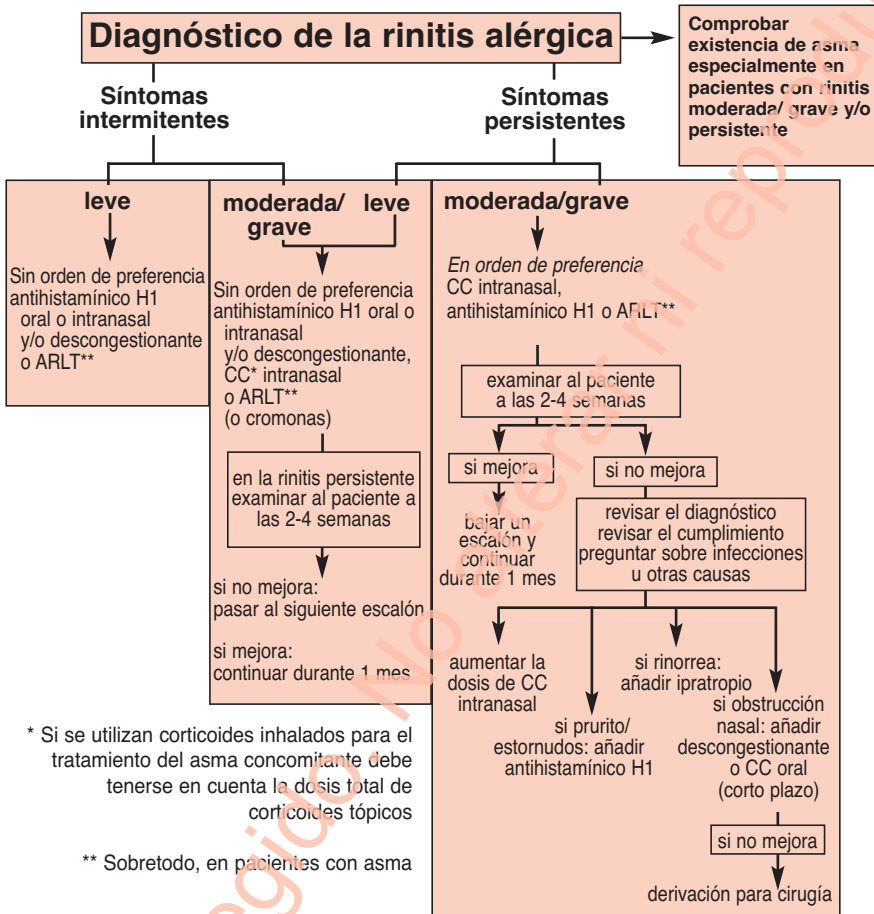 Diagnóstico de la rinitis alérgica
Comprobar
existencia de asma
especialmente en
pacientes con rinitis
moderada/ grave y/o
persistente
Síntomas
intermitentes
Síntomas
persistentes
leve
Sin orden de preferencia
antihistamínico H1
oral o intranasal
y/o descongestionante
o ARLT**
moderada/
grave
leve
Sin orden de preferencia
antihistamínico H1 oral o
intranasal
y/o descongestionante,
CC* intranasal
o ARLT**
(o cromonas)
en la rinitis persistente
examinar al paciente a
las 2-4 semanas
si no mejora:
pasar al siguiente escalón
si mejora:
continuar durante 1 mes
moderada/grave
En orden de preferencia
CC intranasal,
antihistamínico H1 o ARLT**
examinar al paciente
a las 2-4 semanas
si mejora
bajar un
escalón y
continuar
durante 1 mes
si no mejora
revisar el diagnóstico
revisar el cumplimiento
preguntar sobre infecciones
u otras causas
aumentar la
dosis de CC
intranasal
si prurito/
estornudos: añadir
antihistamínico H1
si rinorrea:
añadir ipratropio
si obstrucción
nasal: añadir
descongestionante
o CC oral
(corto plazo)
si no mejora
derivación para cirugía
* Si se utilizan corticoides inhalados para el
tratamiento del asma concomitante debe
tenerse en cuenta la dosis total de
corticoides tópicos
** Sobretodo, en pacientes con asma
egido. No alterar ni reprodu